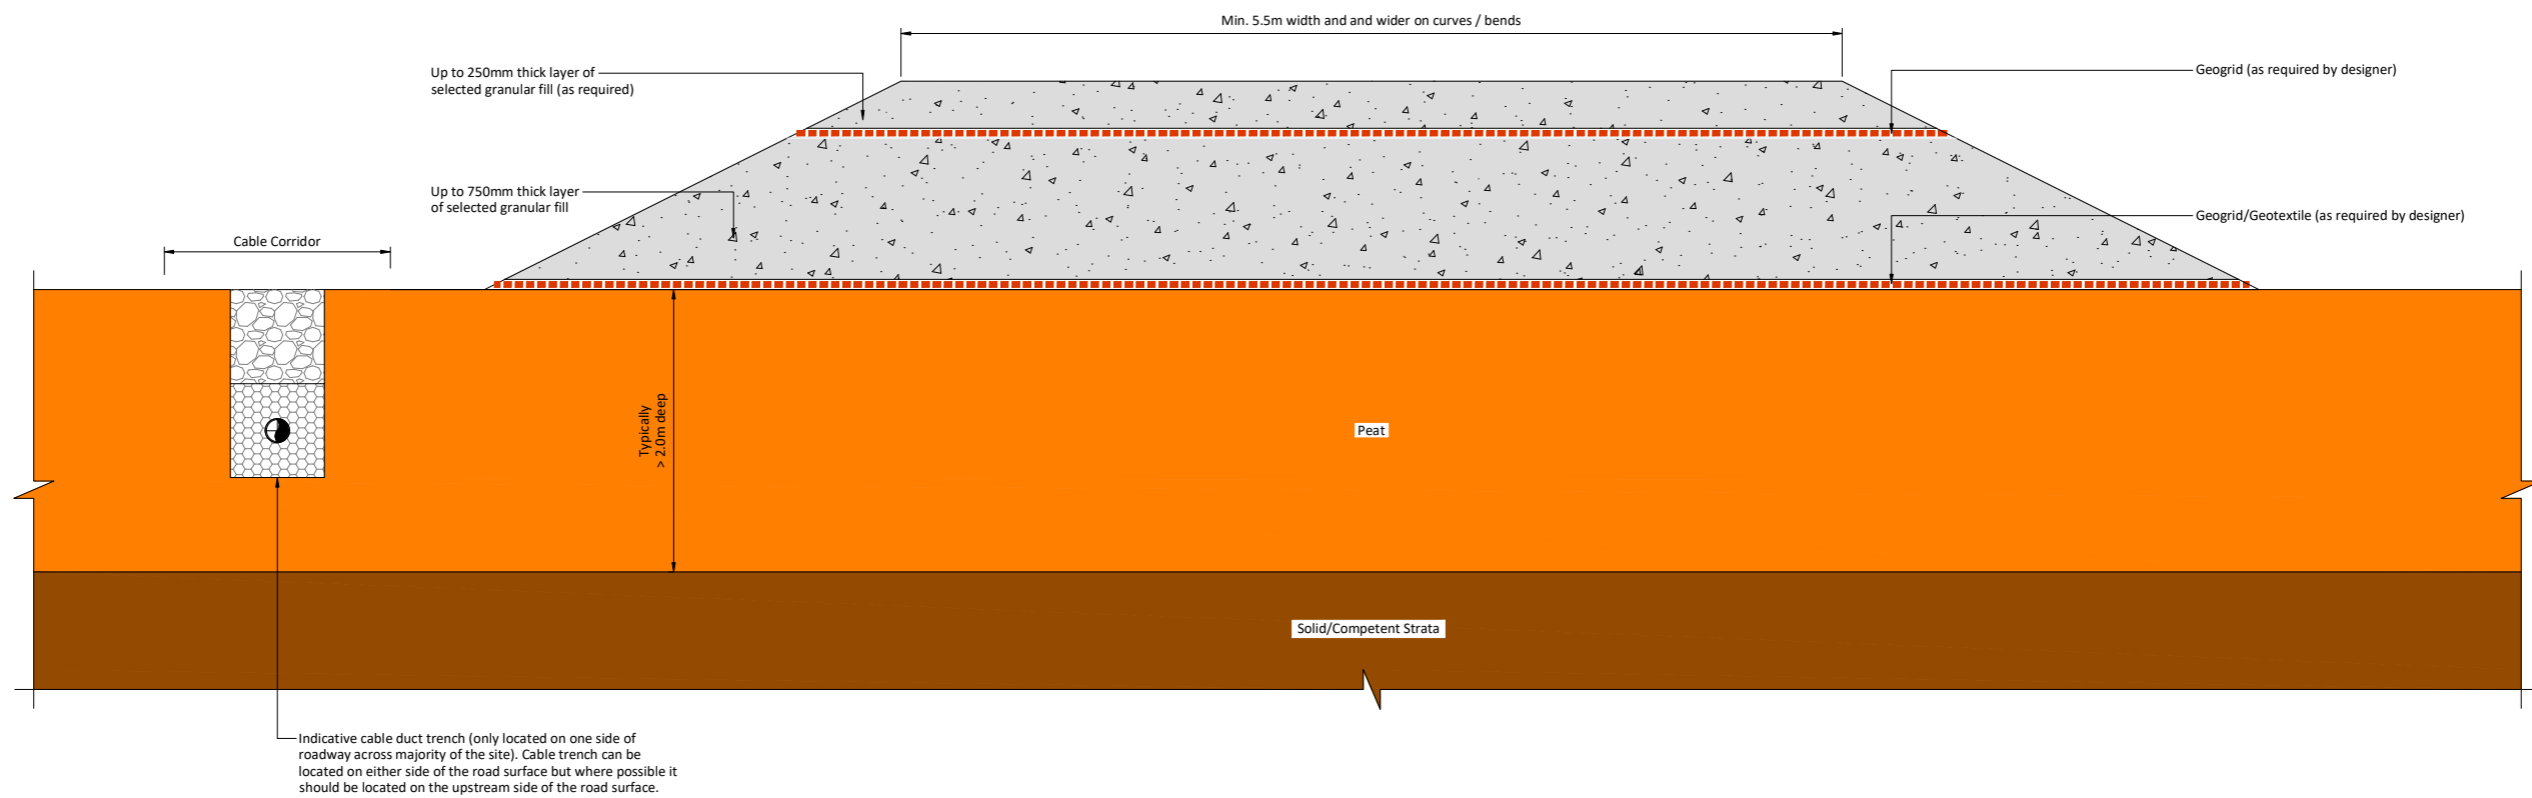 Min. 5.5m width and and wider on curves / bends
Up to 250mm thick layer of
selected granular fill (as required)
Geogrid (as required by designer)
Up to 750mm thick layer
of selected granular fill
Geogrid/Geotextile (as required by designer)
Cable Corridor
Typically
> 2.0m deep
Peat
Solid/Competent Strata
Indicative cable duct trench (only located on one side of
roadway across majority of the site). Cable trench can be
located on either side of the road surface but where possible it
should be located on the upstream side of the road surface.